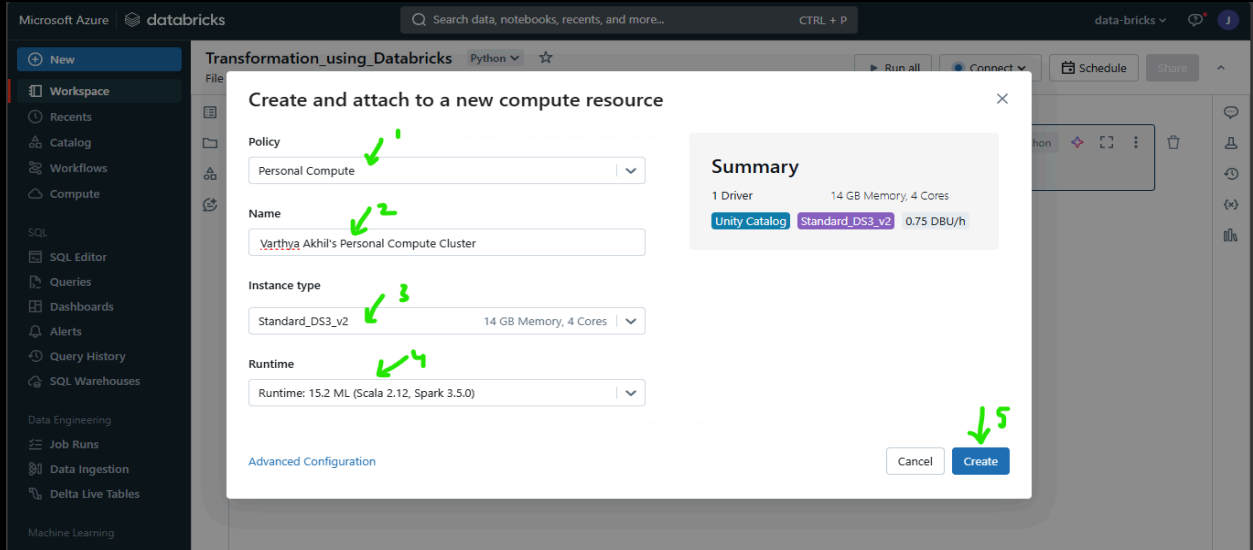 Microsoft Azure databricks Search data, notebooks, recents, and more... CTRL + P data-bricks J
New
Workspace
Recents
Catalog
Workflows
Compute
SQL
SQL Editor
Queries
Dashboards
Alerts
Query History
SQL Warehouses
Data Engineering
Job Runs
Data Ingestion
Delta Live Tables
Machine Learning
Transformation_using_Databricks Python
File Run all Connect Schedule Share
hon
Create and attach to a new compute resource
Policy 1
Personal Compute
Name 2
Varthya Akhil's Personal Compute Cluster
Instance type 3
Standard_DS3_v2 14 GB Memory, 4 Cores
Runtime 4
Runtime: 15.2 ML (Scala 2.12, Spark 3.5.0)
Summary
1 Driver 14 GB Memory, 4 Cores
Unity Catalog Standard_DS3_v2 0.75 DBU/h
5
Advanced Configuration Cancel Create